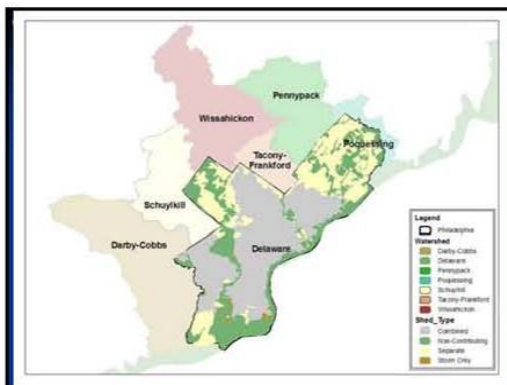 Pennypack
Wissahickon
Poquessing
Tacony-
Frankford
Schuylkill
Darby-Cobbs
Delaware
Legend
Philadelphia
Watershed
Darby-Cobbs
Delaware
Pennypack
Poquessing
Schuylkill
Tacony-Frankford
Wissahickon
Shed_Type
Combined
Non-Contributing
Separate
Storm Only